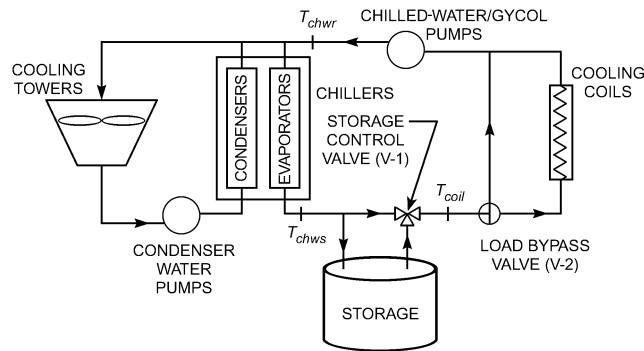 T_chwr
CHILLED-WATER/GYCOL
PUMPS
COOLING
TOWERS
CONDENSERS
EVAPORATORS
CHILLERS
COOLING
COILS
STORAGE
CONTROL
VALVE (V-1)
T_coil
T_chws
CONDENSER
WATER
PUMPS
LOAD BYPASS
VALVE (V-2)
STORAGE